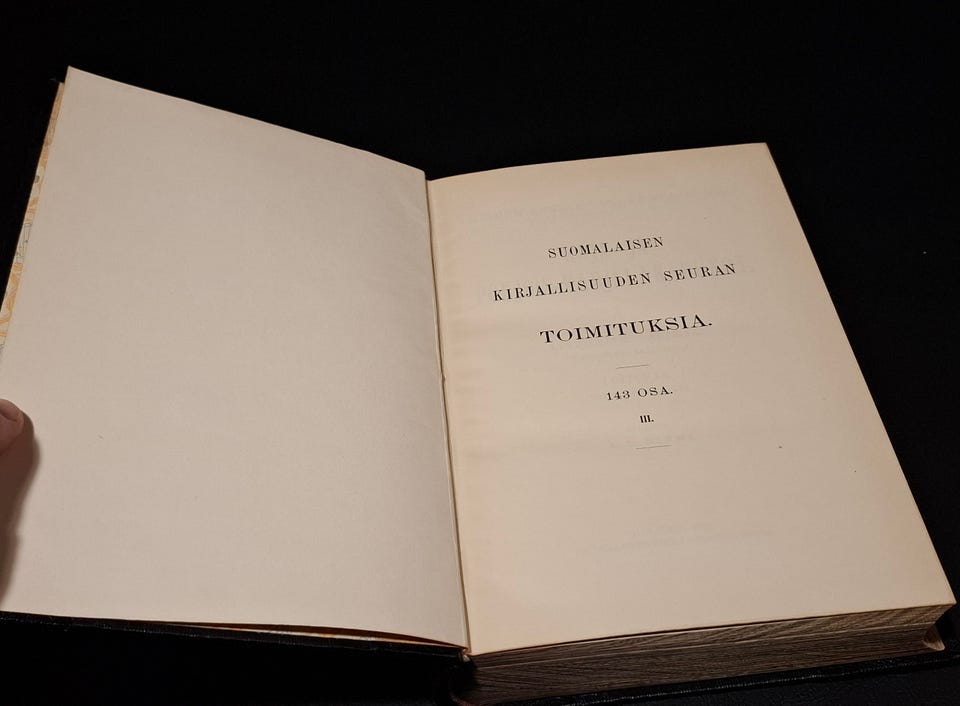 SUOMALAISEN
KIRJALLISUUDEN SEURAN
TOIMITUKSIA.
143 OSA.
III.